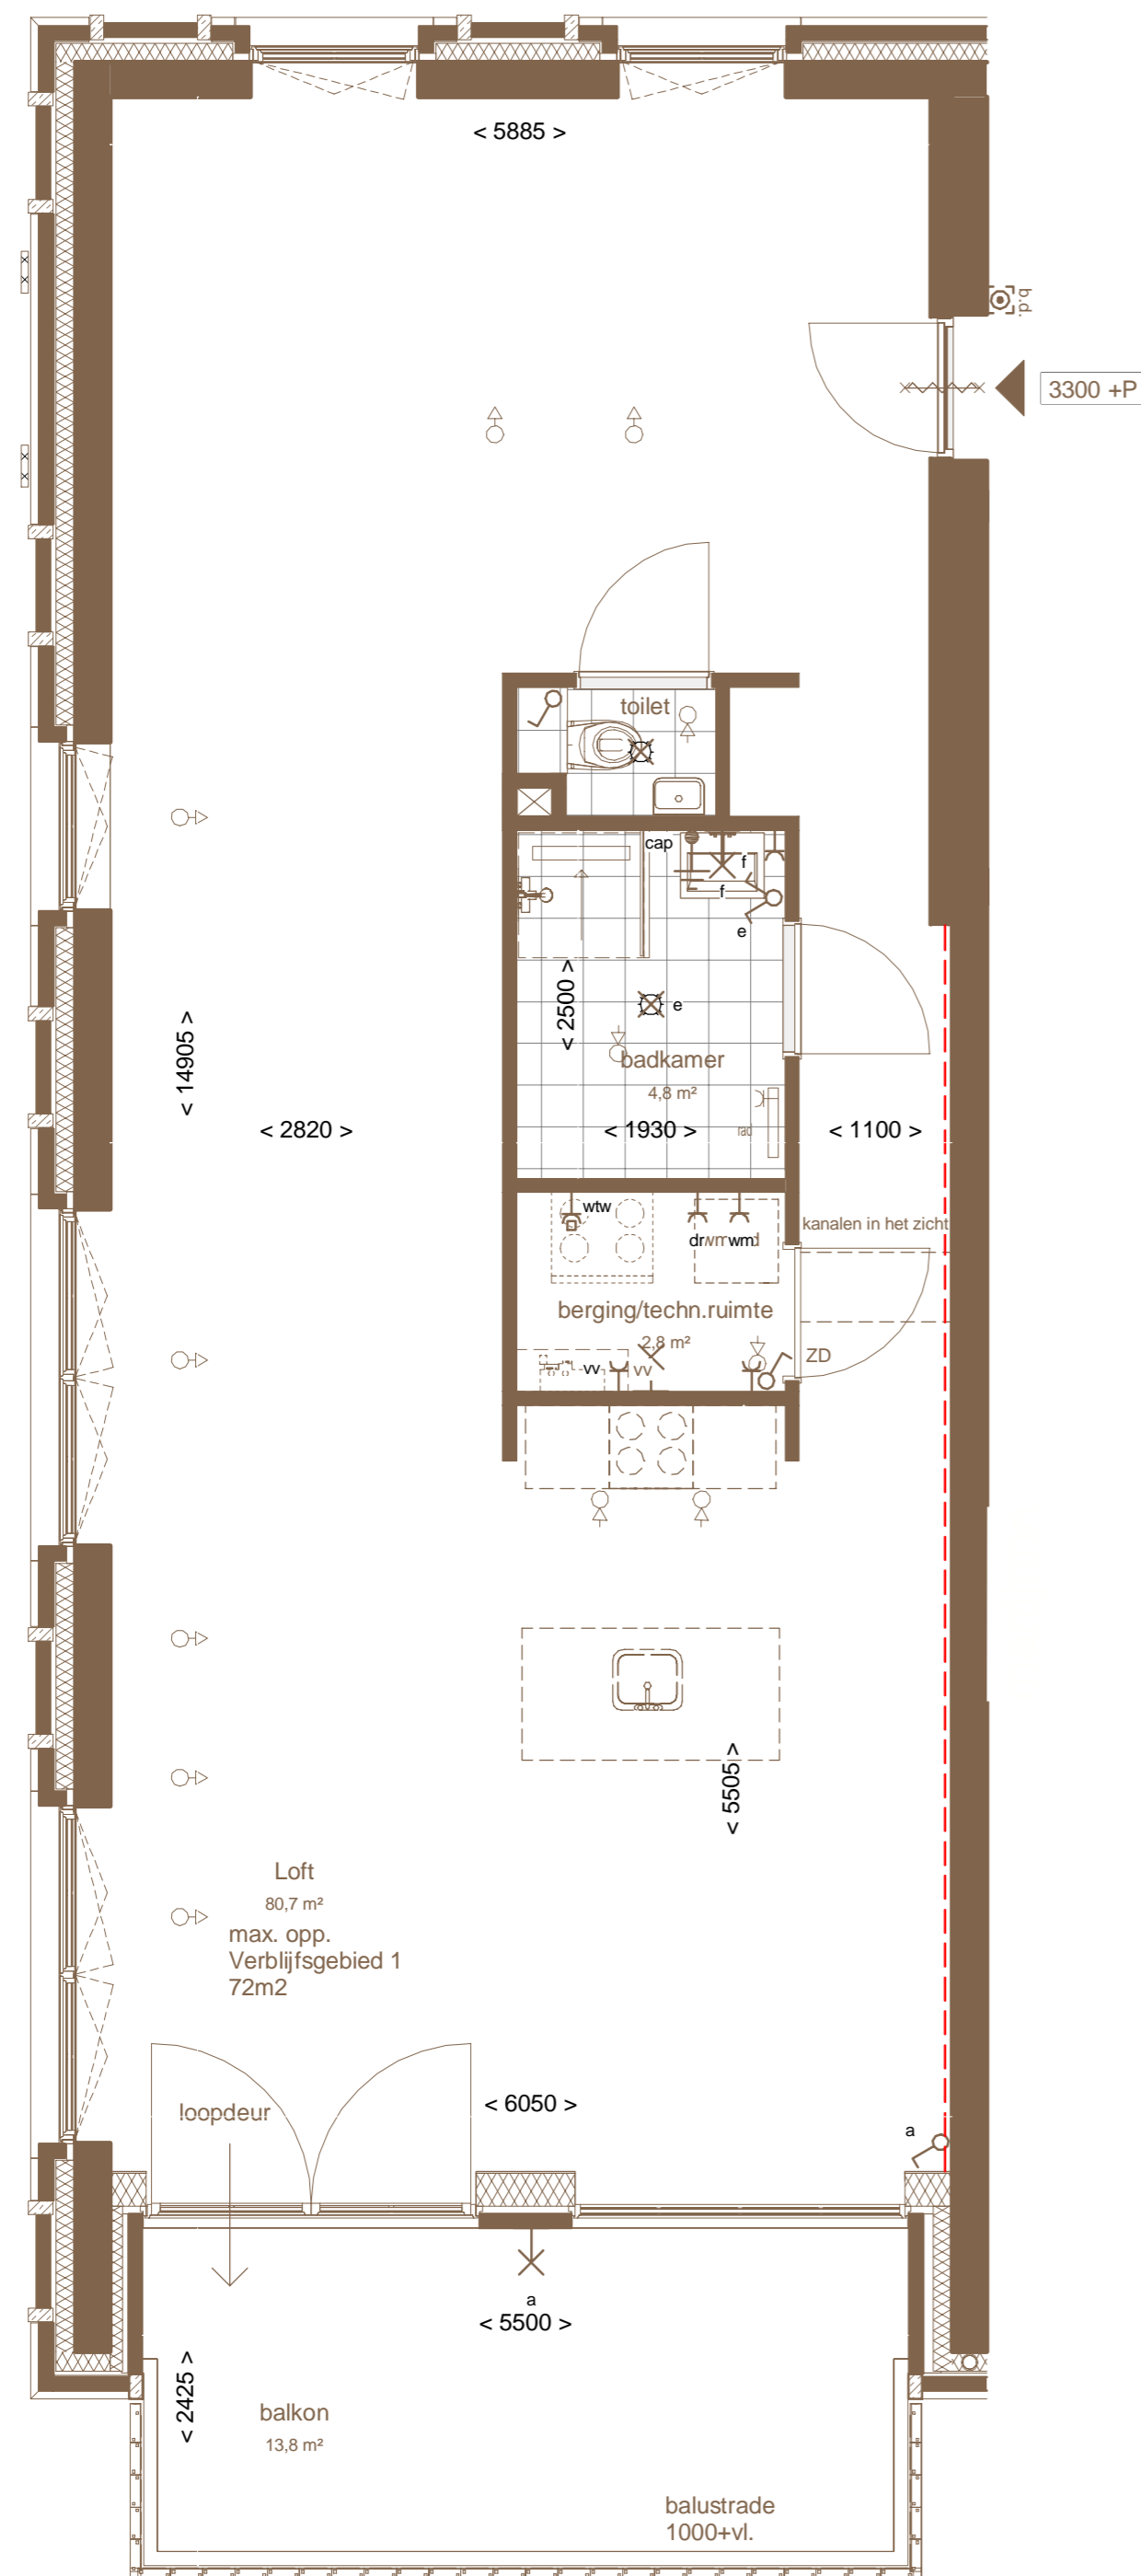 < 5885 >
b.d.
3300 +P
toilet
cap
f
f
e
< 2500 >
e
badkamer
4,8 m²
< 14905 >
< 2820 >
< 1930 >
rad
< 1100 >
wtw
kanalen in het zicht
dr
wm
berging/techn.ruimte
2,8 m²
ZD
vv
vv
< 5505 >
Loft
80,7 m²
max. opp.
Verblijfsgebied 1
72m2
loopdeur
< 6050 >
a
a
< 5500 >
< 2425 >
balkon
13,8 m²
balustrade
1000+vl.